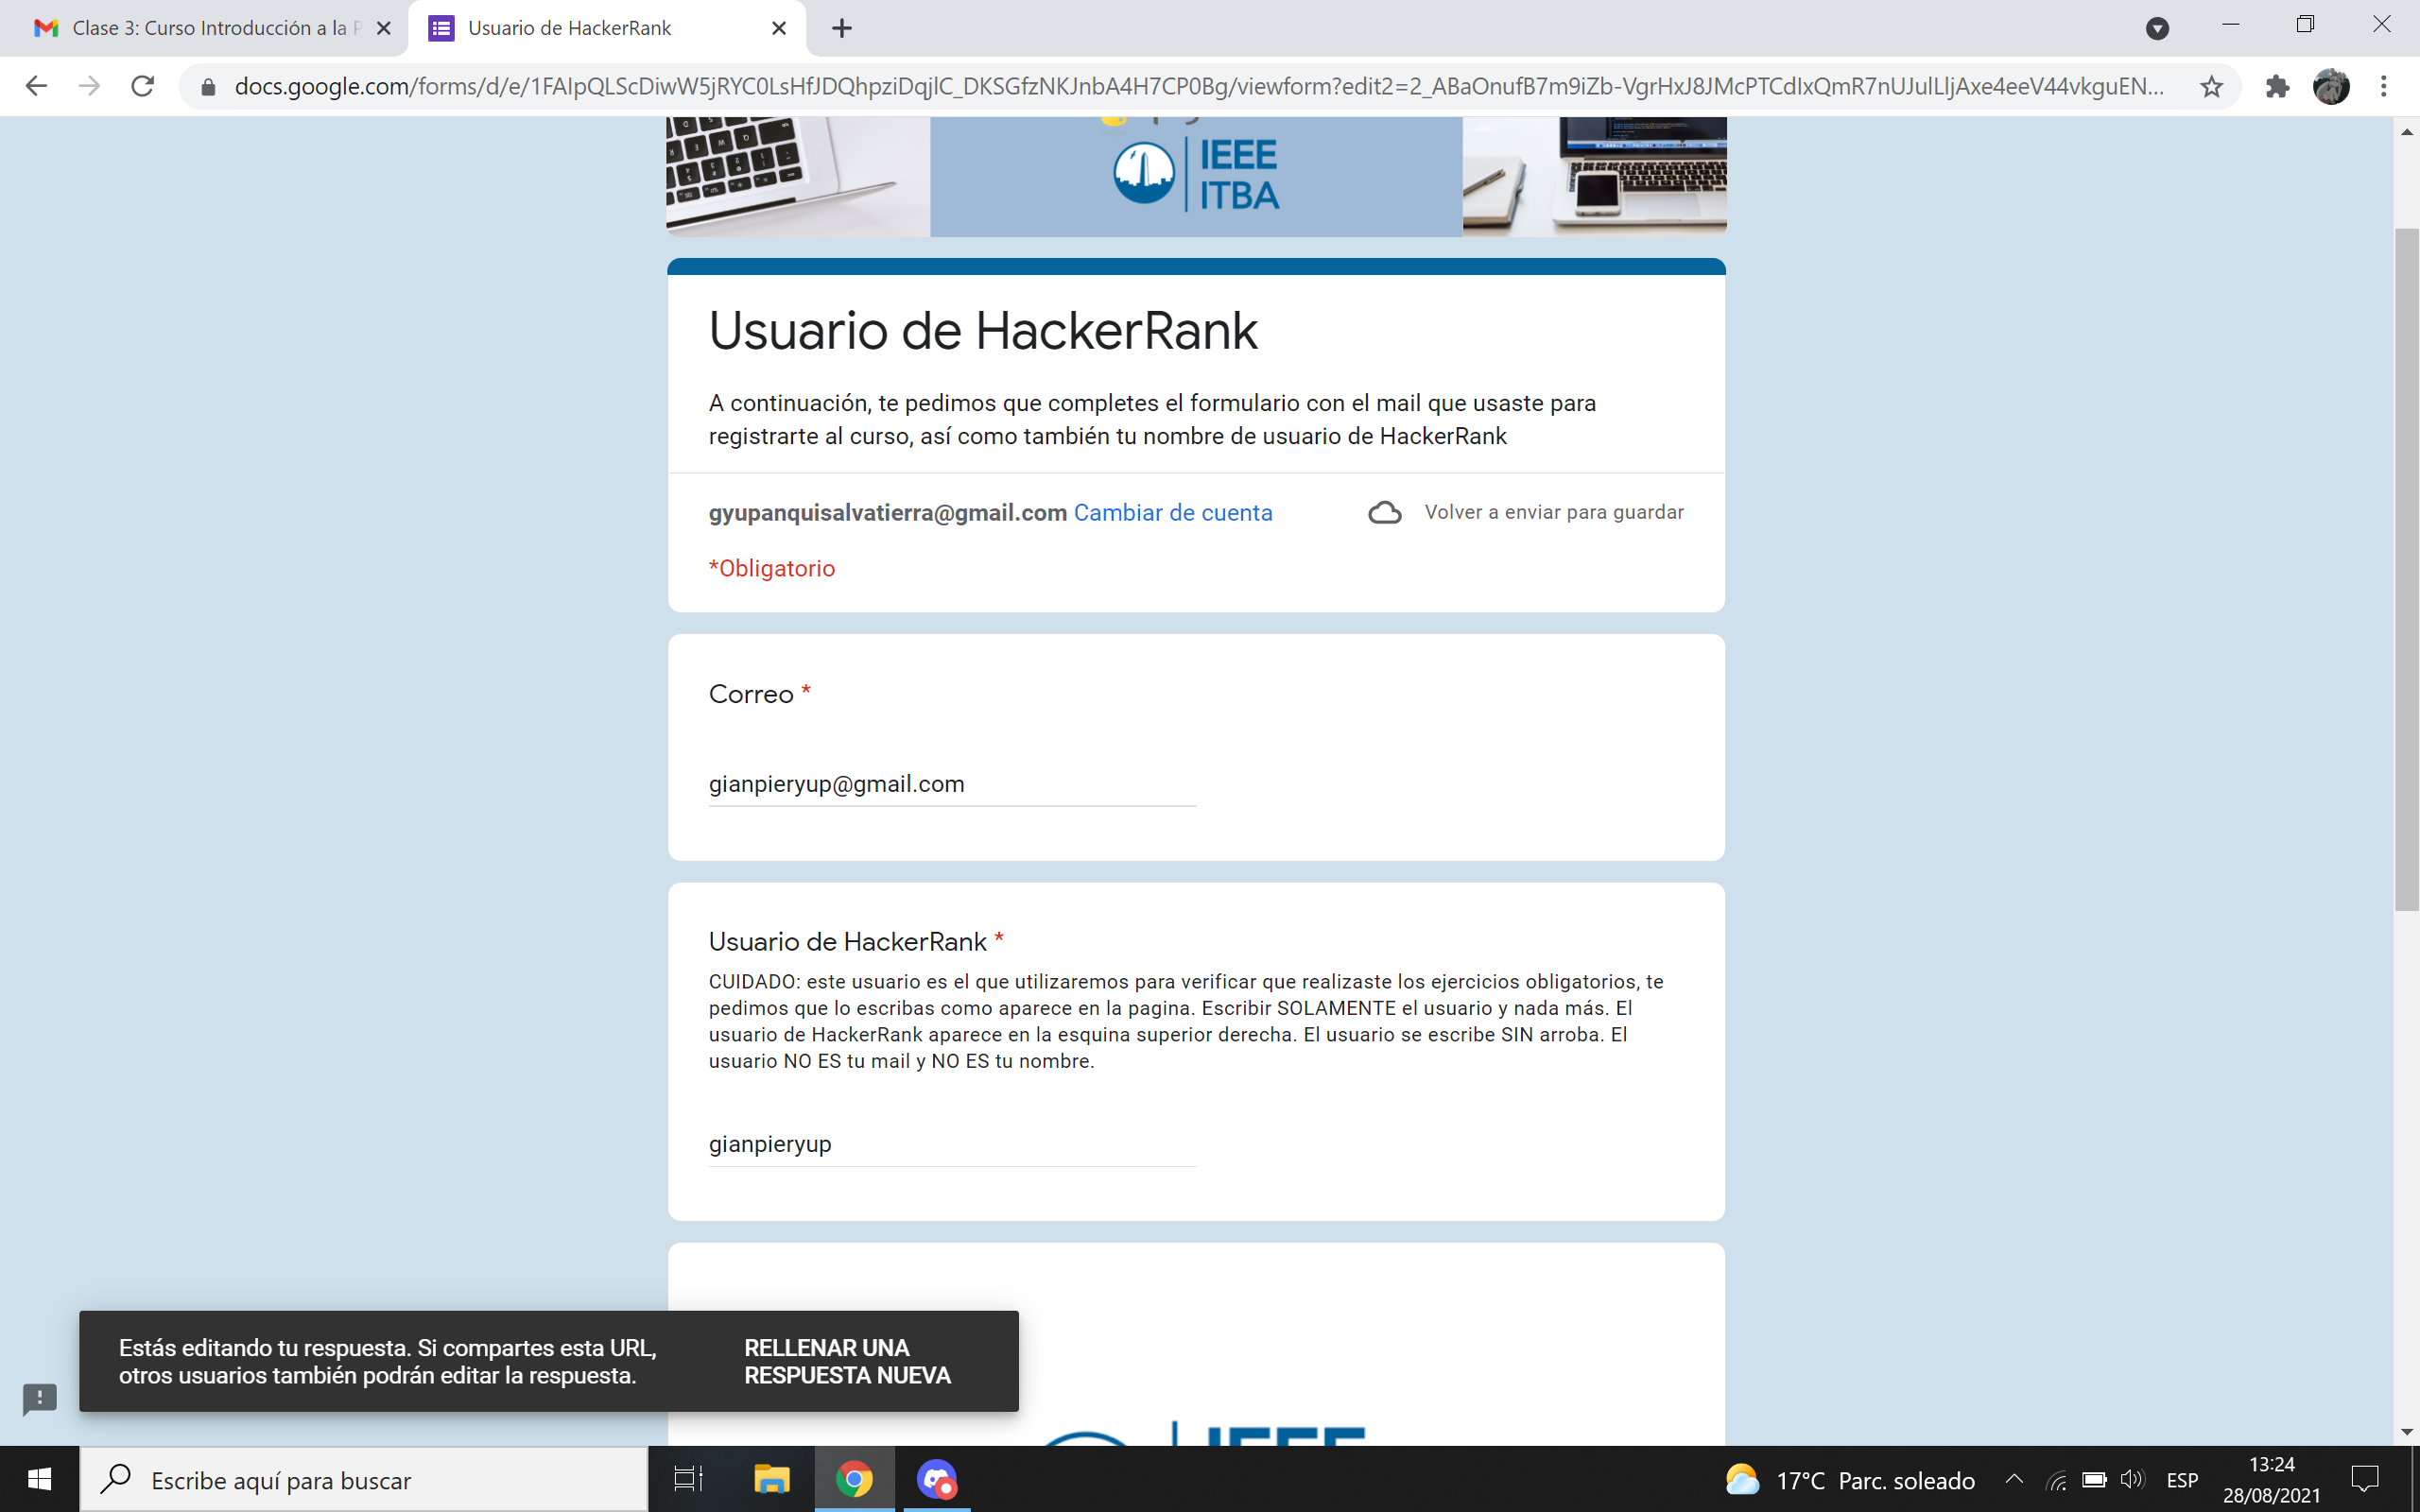 Clase 3: Curso Introducción a la P
Usuario de HackerRank
docs.google.com/forms/d/e/1FAIpQLScDiwW5jRYC0LsHfJDQhpziDqjlC_DKSGfzNKJnbA4H7CP0Bg/viewform?edit2=2_ABaOnufB7m9iZb-VgrHxJ8JMcPTCdIxQmR7nUJulLljAxe4eeV44vkguEN...
IEEE
ITBA
Usuario de HackerRank
A continuación, te pedimos que completes el formulario con el mail que usaste para
registrarte al curso, así como también tu nombre de usuario de HackerRank
gyupanquisalvatierra@gmail.com Cambiar de cuenta
Volver a enviar para guardar
*Obligatorio
Correo *
gianpieryup@gmail.com
Usuario de HackerRank *
CUIDADO: este usuario es el que utilizaremos para verificar que realizaste los ejercicios obligatorios, te
pedimos que lo escribas como aparece en la pagina. Escribir SOLAMENTE el usuario y nada más. El
usuario de HackerRank aparece en la esquina superior derecha. El usuario se escribe SIN arroba. El
usuario NO ES tu mail y NO ES tu nombre.
gianpieryup
Estás editando tu respuesta. Si compartes esta URL,
otros usuarios también podrán editar la respuesta.
RELLENAR UNA
RESPUESTA NUEVA
IEEE
Escribe aquí para buscar
17°C Parc. soleado
ESP
13:24
28/08/2021